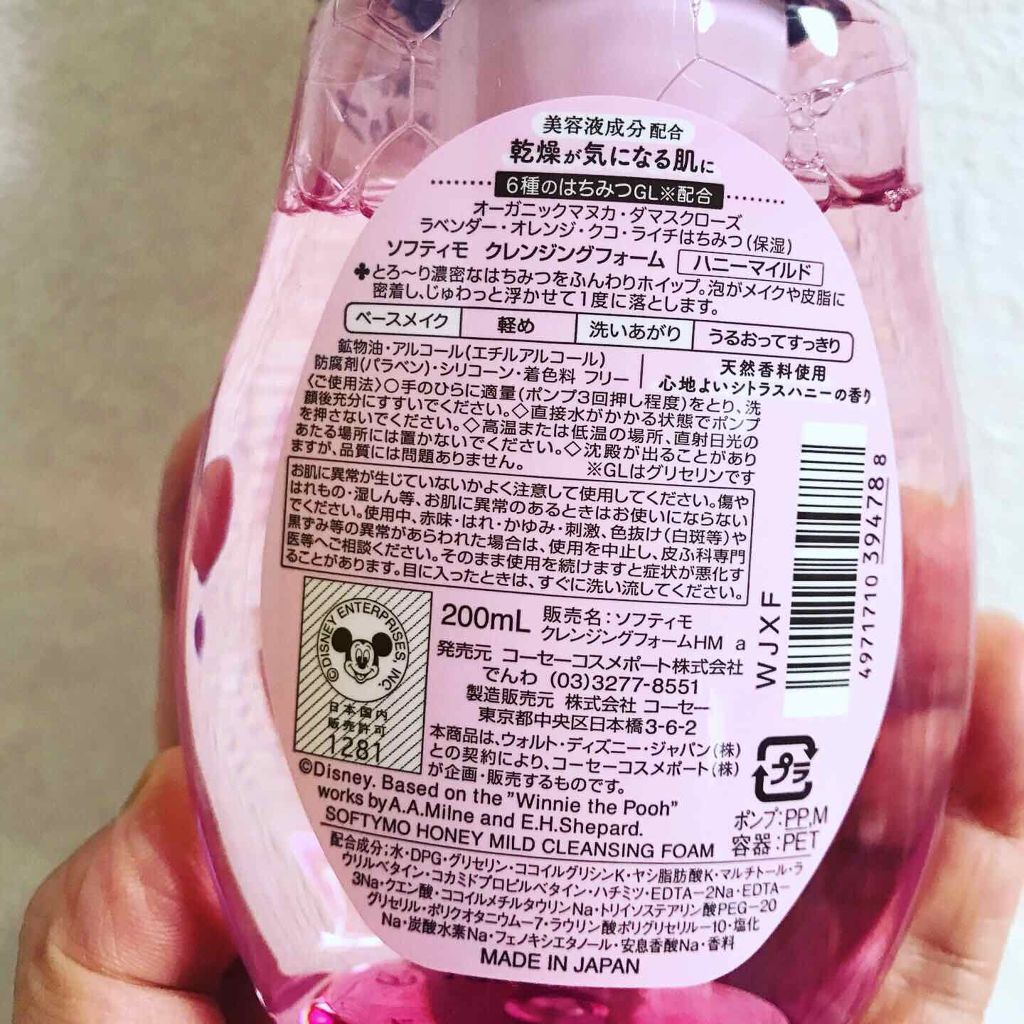 美容液成分配合
乾燥が気になる肌に
6種のはちみつGL※配合
オーガニックマヌカ・ダマスクローズ
ラベンダー・オレンジ・クコ・ライチはちみつ(保湿)
ソフティモ クレンジングフォーム ハニーマイルド
✤とろ〜り濃密なはちみつをふんわりホイップ。泡がメイクや皮脂に
密着し、じゅわっと浮かせて1度に落とします。
ベースメイク 軽め 洗いあがり うるおってすっきり
鉱物油・アルコール(エチルアルコール)
防腐剤(パラベン)・シリコーン・着色料 フリー
天然香料使用
心地よいシトラスハニーの香り
〈ご使用法〉○手のひらに適量(ポンプ3回押し程度)をとり、洗
顔後充分にすすいでください。◇直接水がかかる状態でポンプ
を押さないでください。◇高温または低温の場所、直射日光の
あたる場所には置かないでください。◇沈殿が出ることがあり
ますが、品質には問題ありません。 ※GLはグリセリンです
お肌に異常が生じていないかよく注意して使用してください。傷や
はれもの・湿しん等、お肌に異常のあるときはお使いにならない
でください。使用中、赤味・はれ・かゆみ・刺激、色抜け(白斑等)や
黒ずみ等の異常があらわれた場合は、使用を中止し、皮ふ科専門
医等へご相談ください。そのまま使用を続けますと症状が悪化す
ることがあります。目に入ったときは、すぐに洗い流してください。
©DISNEY ENTERPRISES, INC.
日本国内
販売許可
1281
200mL 販売名:ソフティモ
クレンジングフォームHM a
発売元 コーセーコスメポート株式会社
でんわ (03)3277-8551
製造販売元 株式会社 コーセー
東京都中央区日本橋3-6-2
本商品は、ウォルト・ディズニー・ジャパン(株)
との契約により、コーセーコスメポート(株)
が企画・販売するものです。
©Disney. Based on the "Winnie the Pooh"
works by A.A.Milne and E.H.Shepard.
SOFTYMO HONEY MILD CLEANSING FOAM
WJXF
4971710394788
プラ
ポンプ:PP,M
容器:PET
配合成分:水・DPG・グリセリン・ココイルグリシンK・ヤシ脂肪酸K・マルチトール・ラ
ウリルベタイン・コカミドプロピルベタイン・ハチミツ・EDTA-2Na・EDTA-
3Na・クエン酸・ココイルメチルタウリンNa・トリイソステアリン酸PEG-20
グリセリル・ポリクオタニウム-7・ラウリン酸ポリグリセリル-10・塩化
Na・炭酸水素Na・フェノキシエタノール・安息香酸Na・香料
MADE IN JAPAN